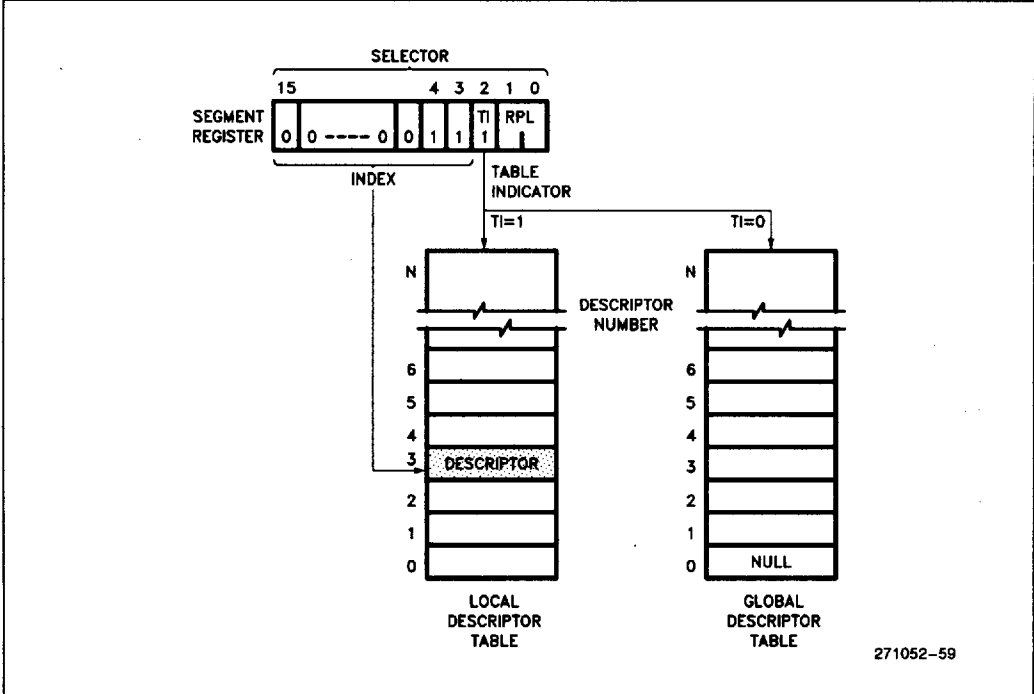 SELECTOR
15 4 3 2 1 0
SEGMENT REGISTER
TI RPL
0 0 ---- 0 0 1 1 1
INDEX
TABLE INDICATOR
TI=1
TI=0
N
N
DESCRIPTOR NUMBER
6
5
4
3 DESCRIPTOR
2
1
0
6
5
4
3
2
1
0 NULL
LOCAL DESCRIPTOR TABLE
GLOBAL DESCRIPTOR TABLE
271052-59